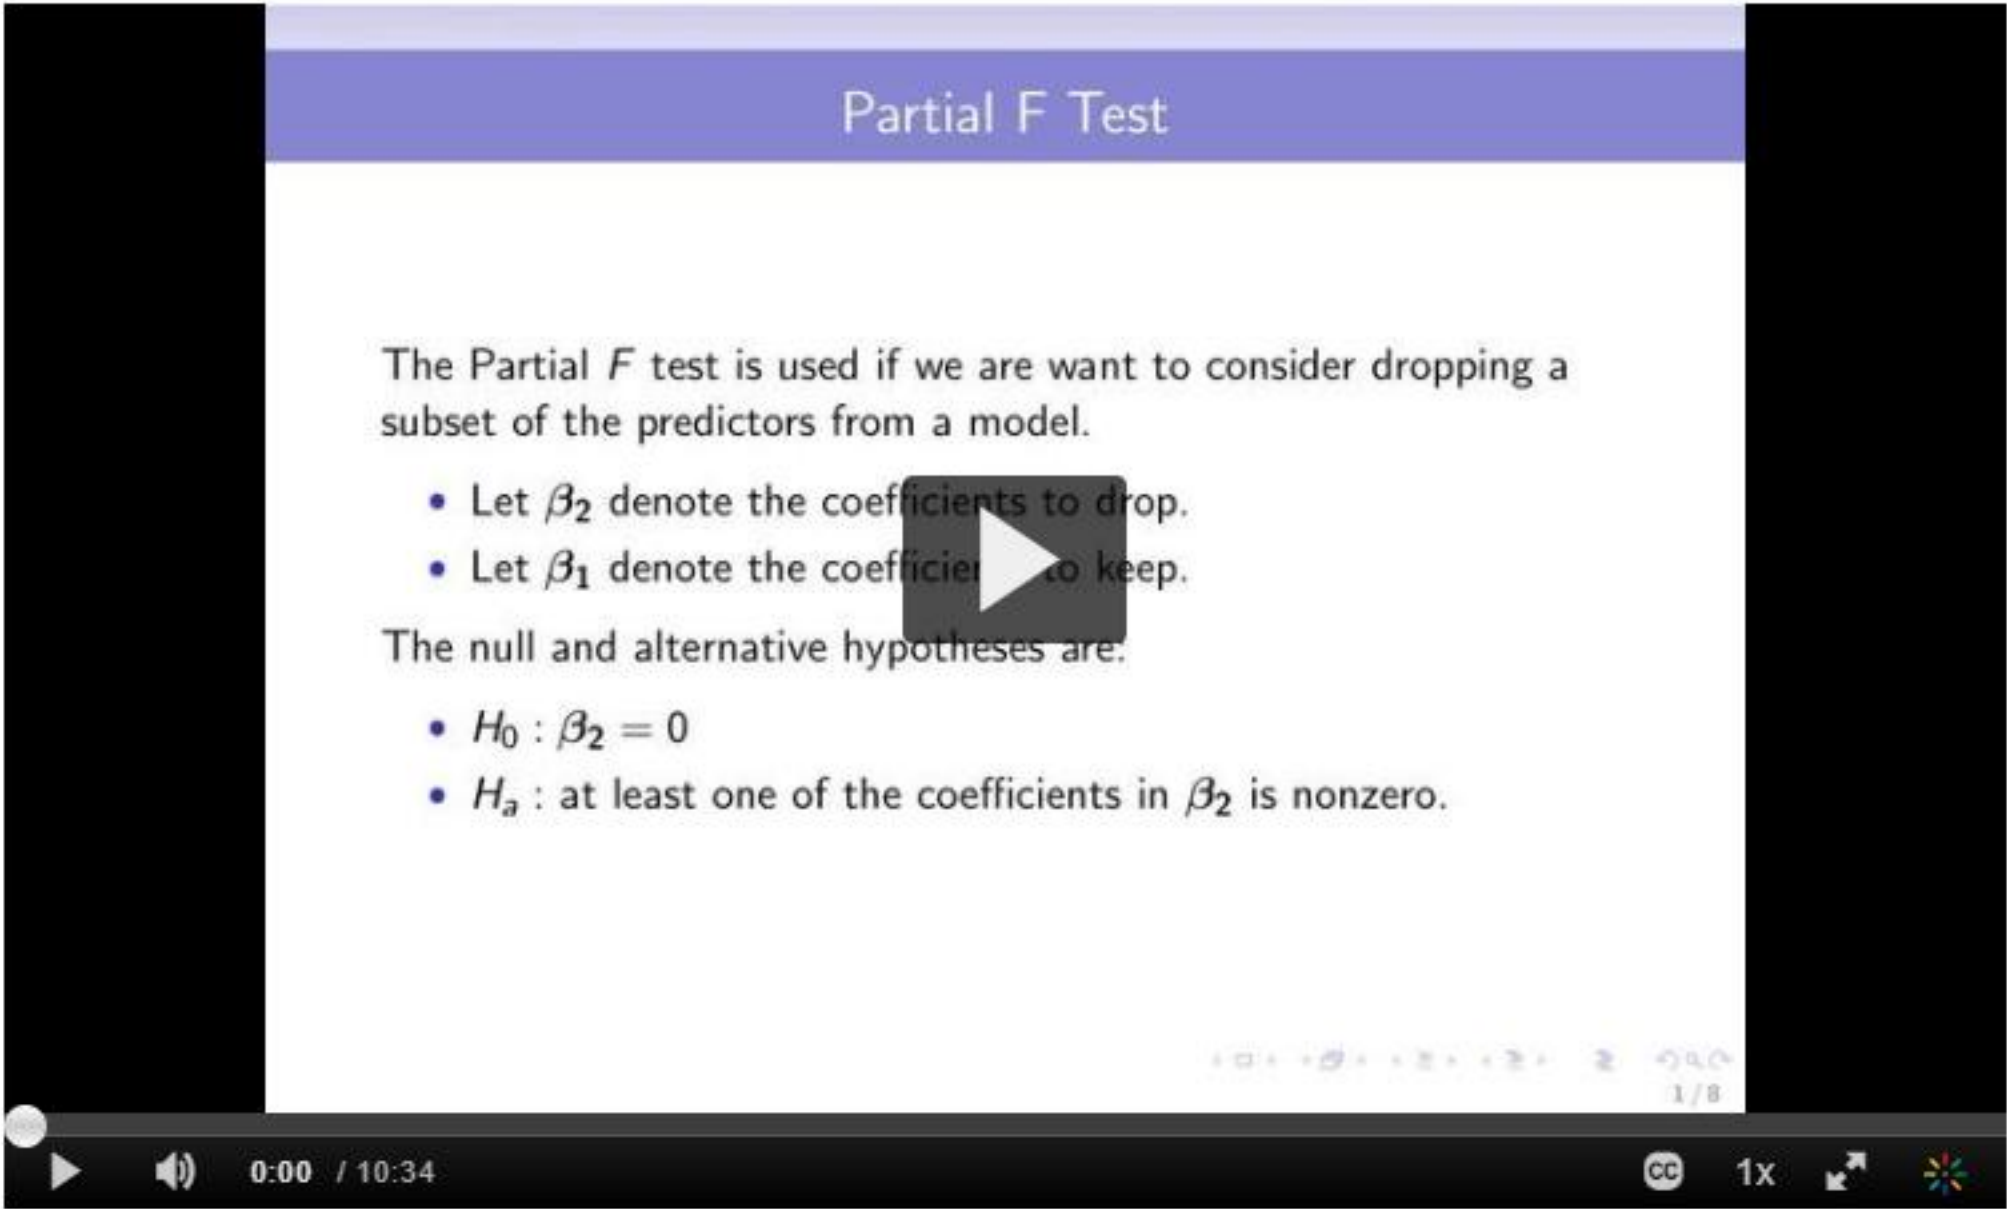 Partial F Test
The Partial F test is used if we are want to consider dropping a
subset of the predictors from a model.
• Let β₂ denote the coefficients to drop.
• Let β₁ denote the coefficients to keep.
The null and alternative hypotheses are:
• H₀ : β₂ = 0
• Hₐ : at least one of the coefficients in β₂ is nonzero.
1 / 8
0:00 / 10:34 CC 1x